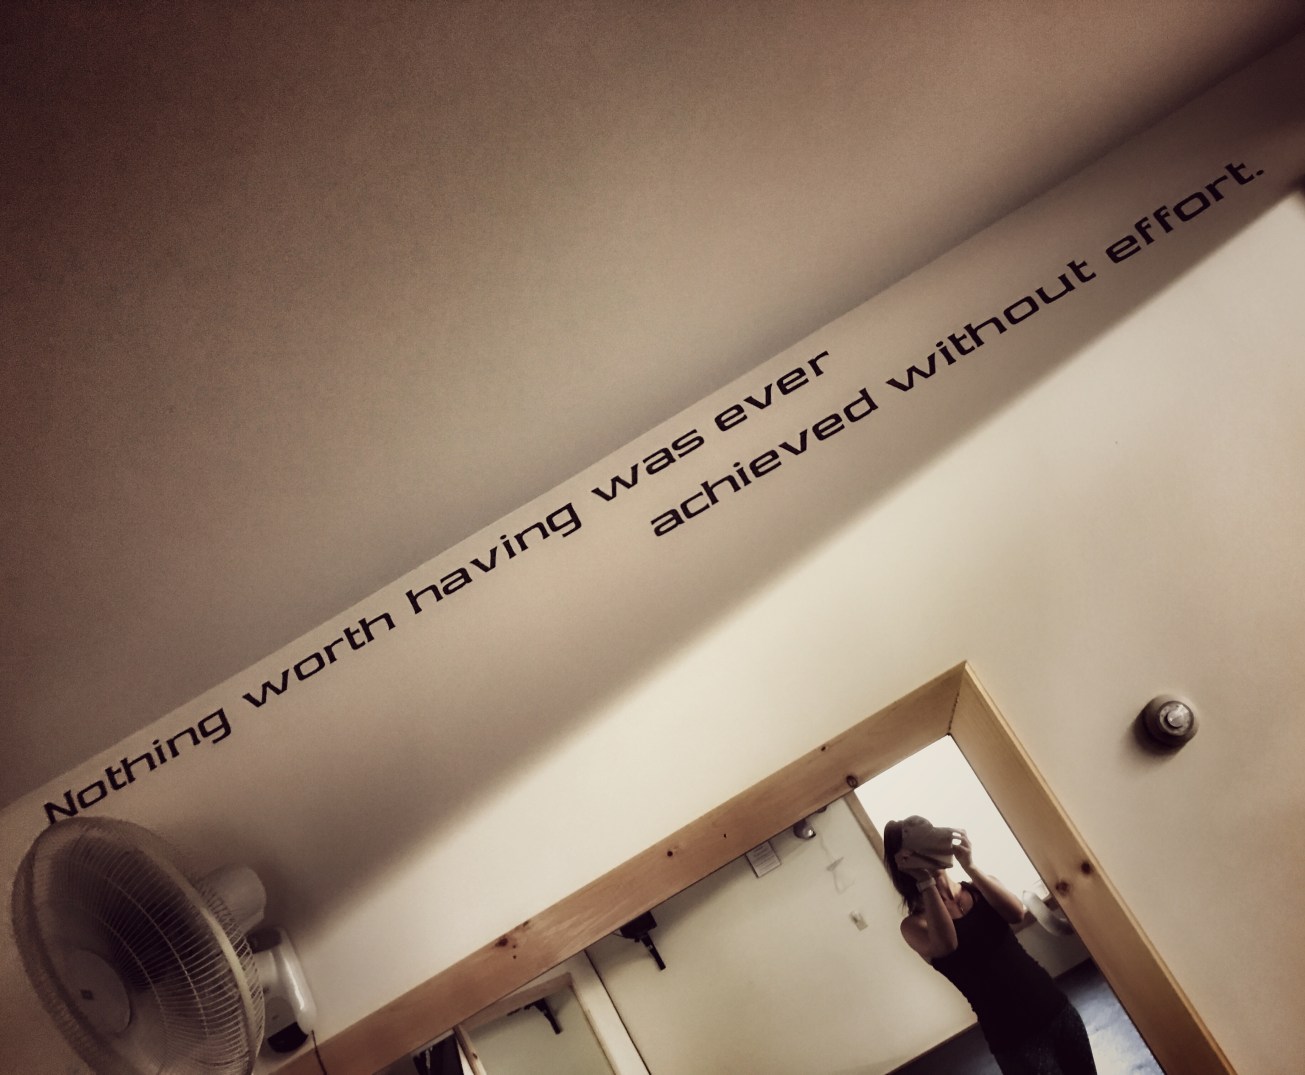 Nothing worth having was ever
achieved without effort.